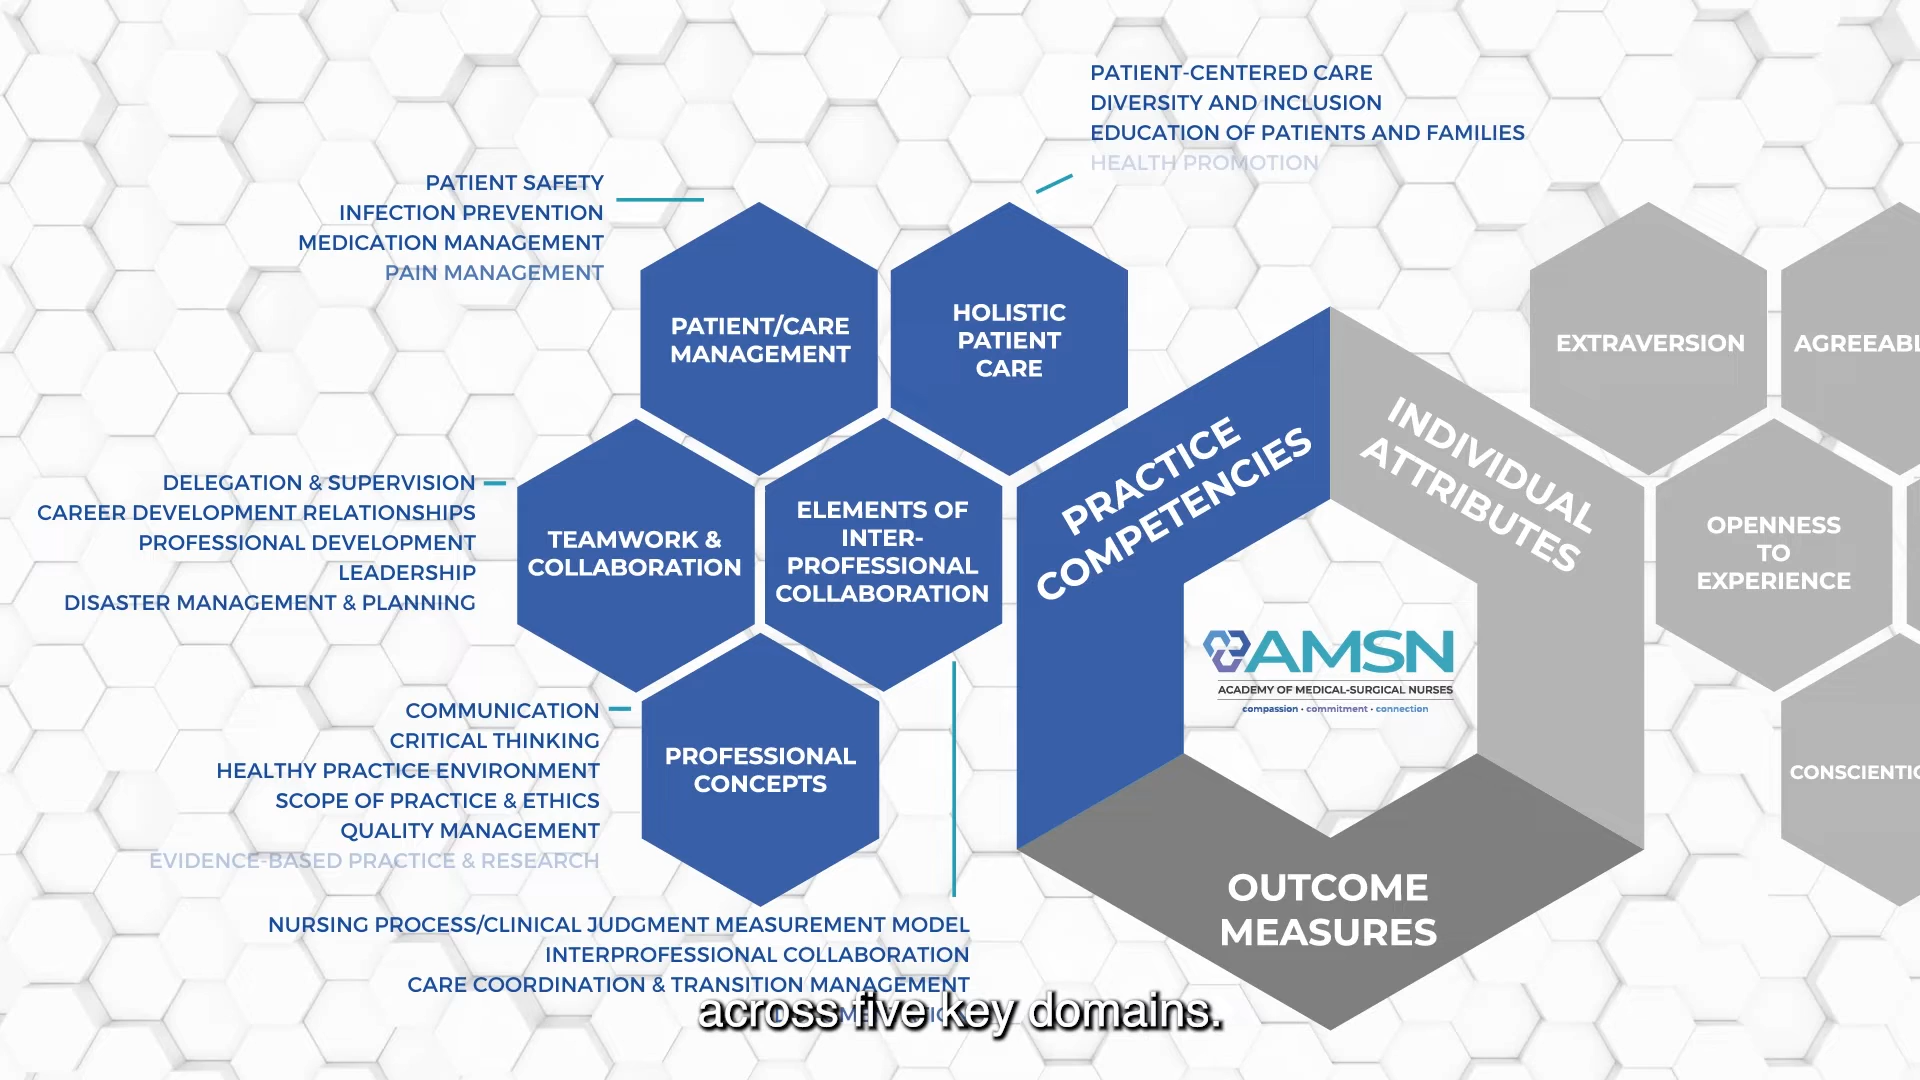 PATIENT-CENTERED CARE
DIVERSITY AND INCLUSION
EDUCATION OF PATIENTS AND FAMILIES
HEALTH PROMOTION
PATIENT SAFETY
INFECTION PREVENTION
MEDICATION MANAGEMENT
PAIN MANAGEMENT
PATIENT/CARE
MANAGEMENT
HOLISTIC
PATIENT
CARE
EXTRAVERSION
DELEGATION & SUPERVISION
CAREER DEVELOPMENT RELATIONSHIPS
PROFESSIONAL DEVELOPMENT
LEADERSHIP
DISASTER MANAGEMENT & PLANNING
TEAMWORK &
COLLABORATION
ELEMENTS OF
INTER-
PROFESSIONAL
COLLABORATION
PRACTICE
COMPETENCIES
INDIVIDUAL
ATTRIBUTES
OPENNESS
TO
EXPERIENCE
AMSN
ACADEMY OF MEDICAL-SURGICAL NURSES
compassion · commitment · connection
COMMUNICATION
CRITICAL THINKING
HEALTHY PRACTICE ENVIRONMENT
SCOPE OF PRACTICE & ETHICS
QUALITY MANAGEMENT
EVIDENCE-BASED PRACTICE & RESEARCH
PROFESSIONAL
CONCEPTS
OUTCOME
MEASURES
NURSING PROCESS/CLINICAL JUDGMENT MEASUREMENT MODEL
INTERPROFESSIONAL COLLABORATION
CARE COORDINATION & TRANSITION MANAGEMENT
across five key domains.